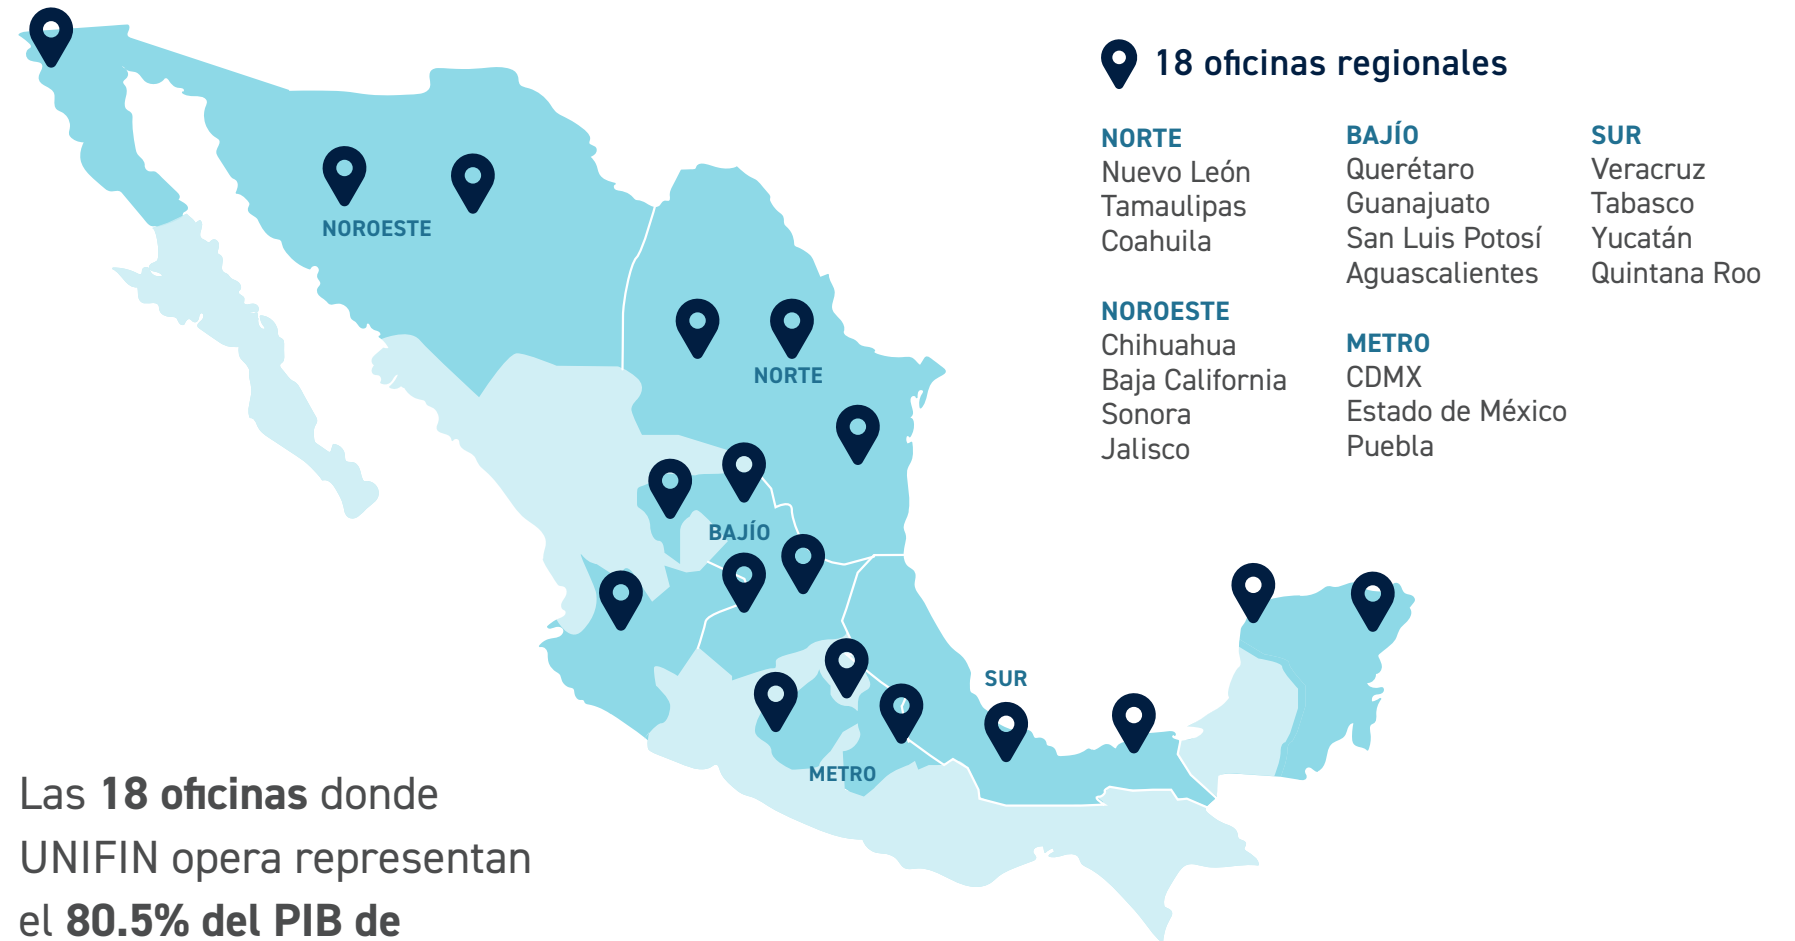 18 oficinas regionales
NORTE
Nuevo León
Tamaulipas
Coahuila
NOROESTE
Chihuahua
Baja California
Sonora
Jalisco
BAJÍO
Querétaro
Guanajuato
San Luis Potosí
Aguascalientes
METRO
CDMX
Estado de México
Puebla
SUR
Veracruz
Tabasco
Yucatán
Quintana Roo
NOROESTE
NORTE
BAJÍO
SUR
METRO
Las 18 oficinas donde
UNIFIN opera representan
el 80.5% del PIB de